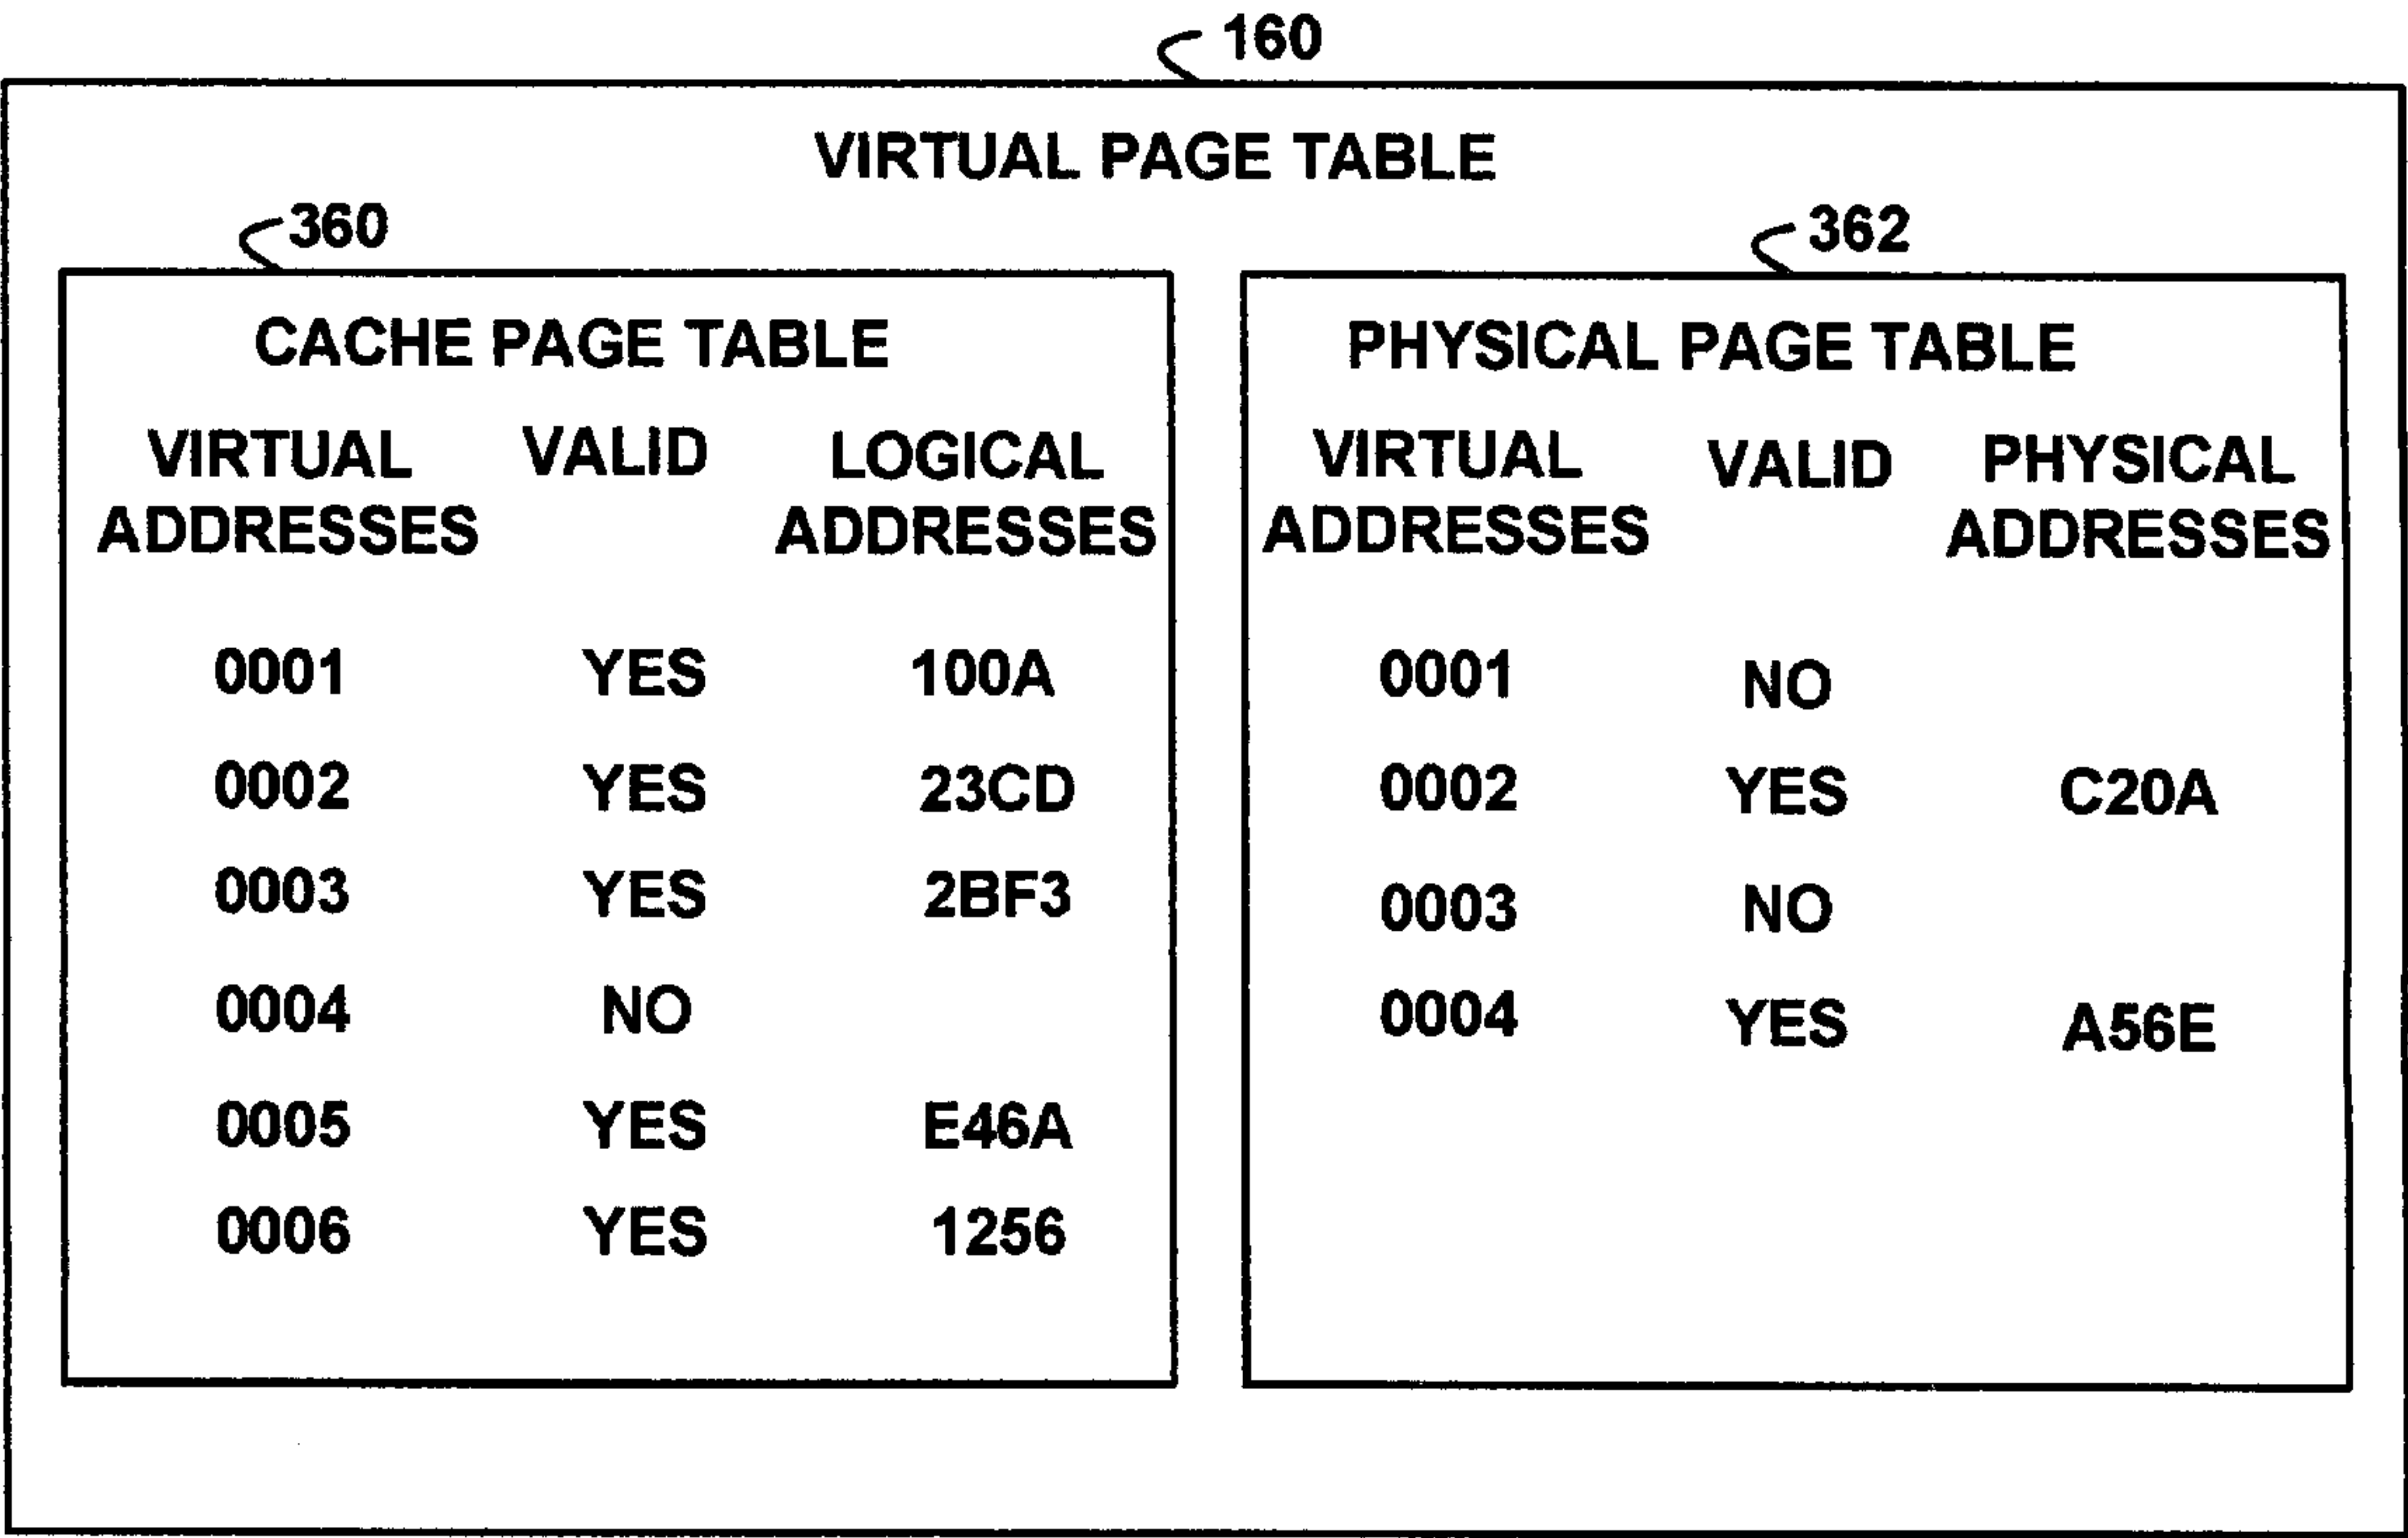 160
VIRTUAL PAGE TABLE
360
CACHE PAGE TABLE
VIRTUAL ADDRESSES VALID LOGICAL ADDRESSES
0001 YES 100A
0002 YES 23CD
0003 YES 2BF3
0004 NO
0005 YES E46A
0006 YES 1256
362
PHYSICAL PAGE TABLE
VIRTUAL ADDRESSES VALID PHYSICAL ADDRESSES
0001 NO
0002 YES C20A
0003 NO
0004 YES A56E